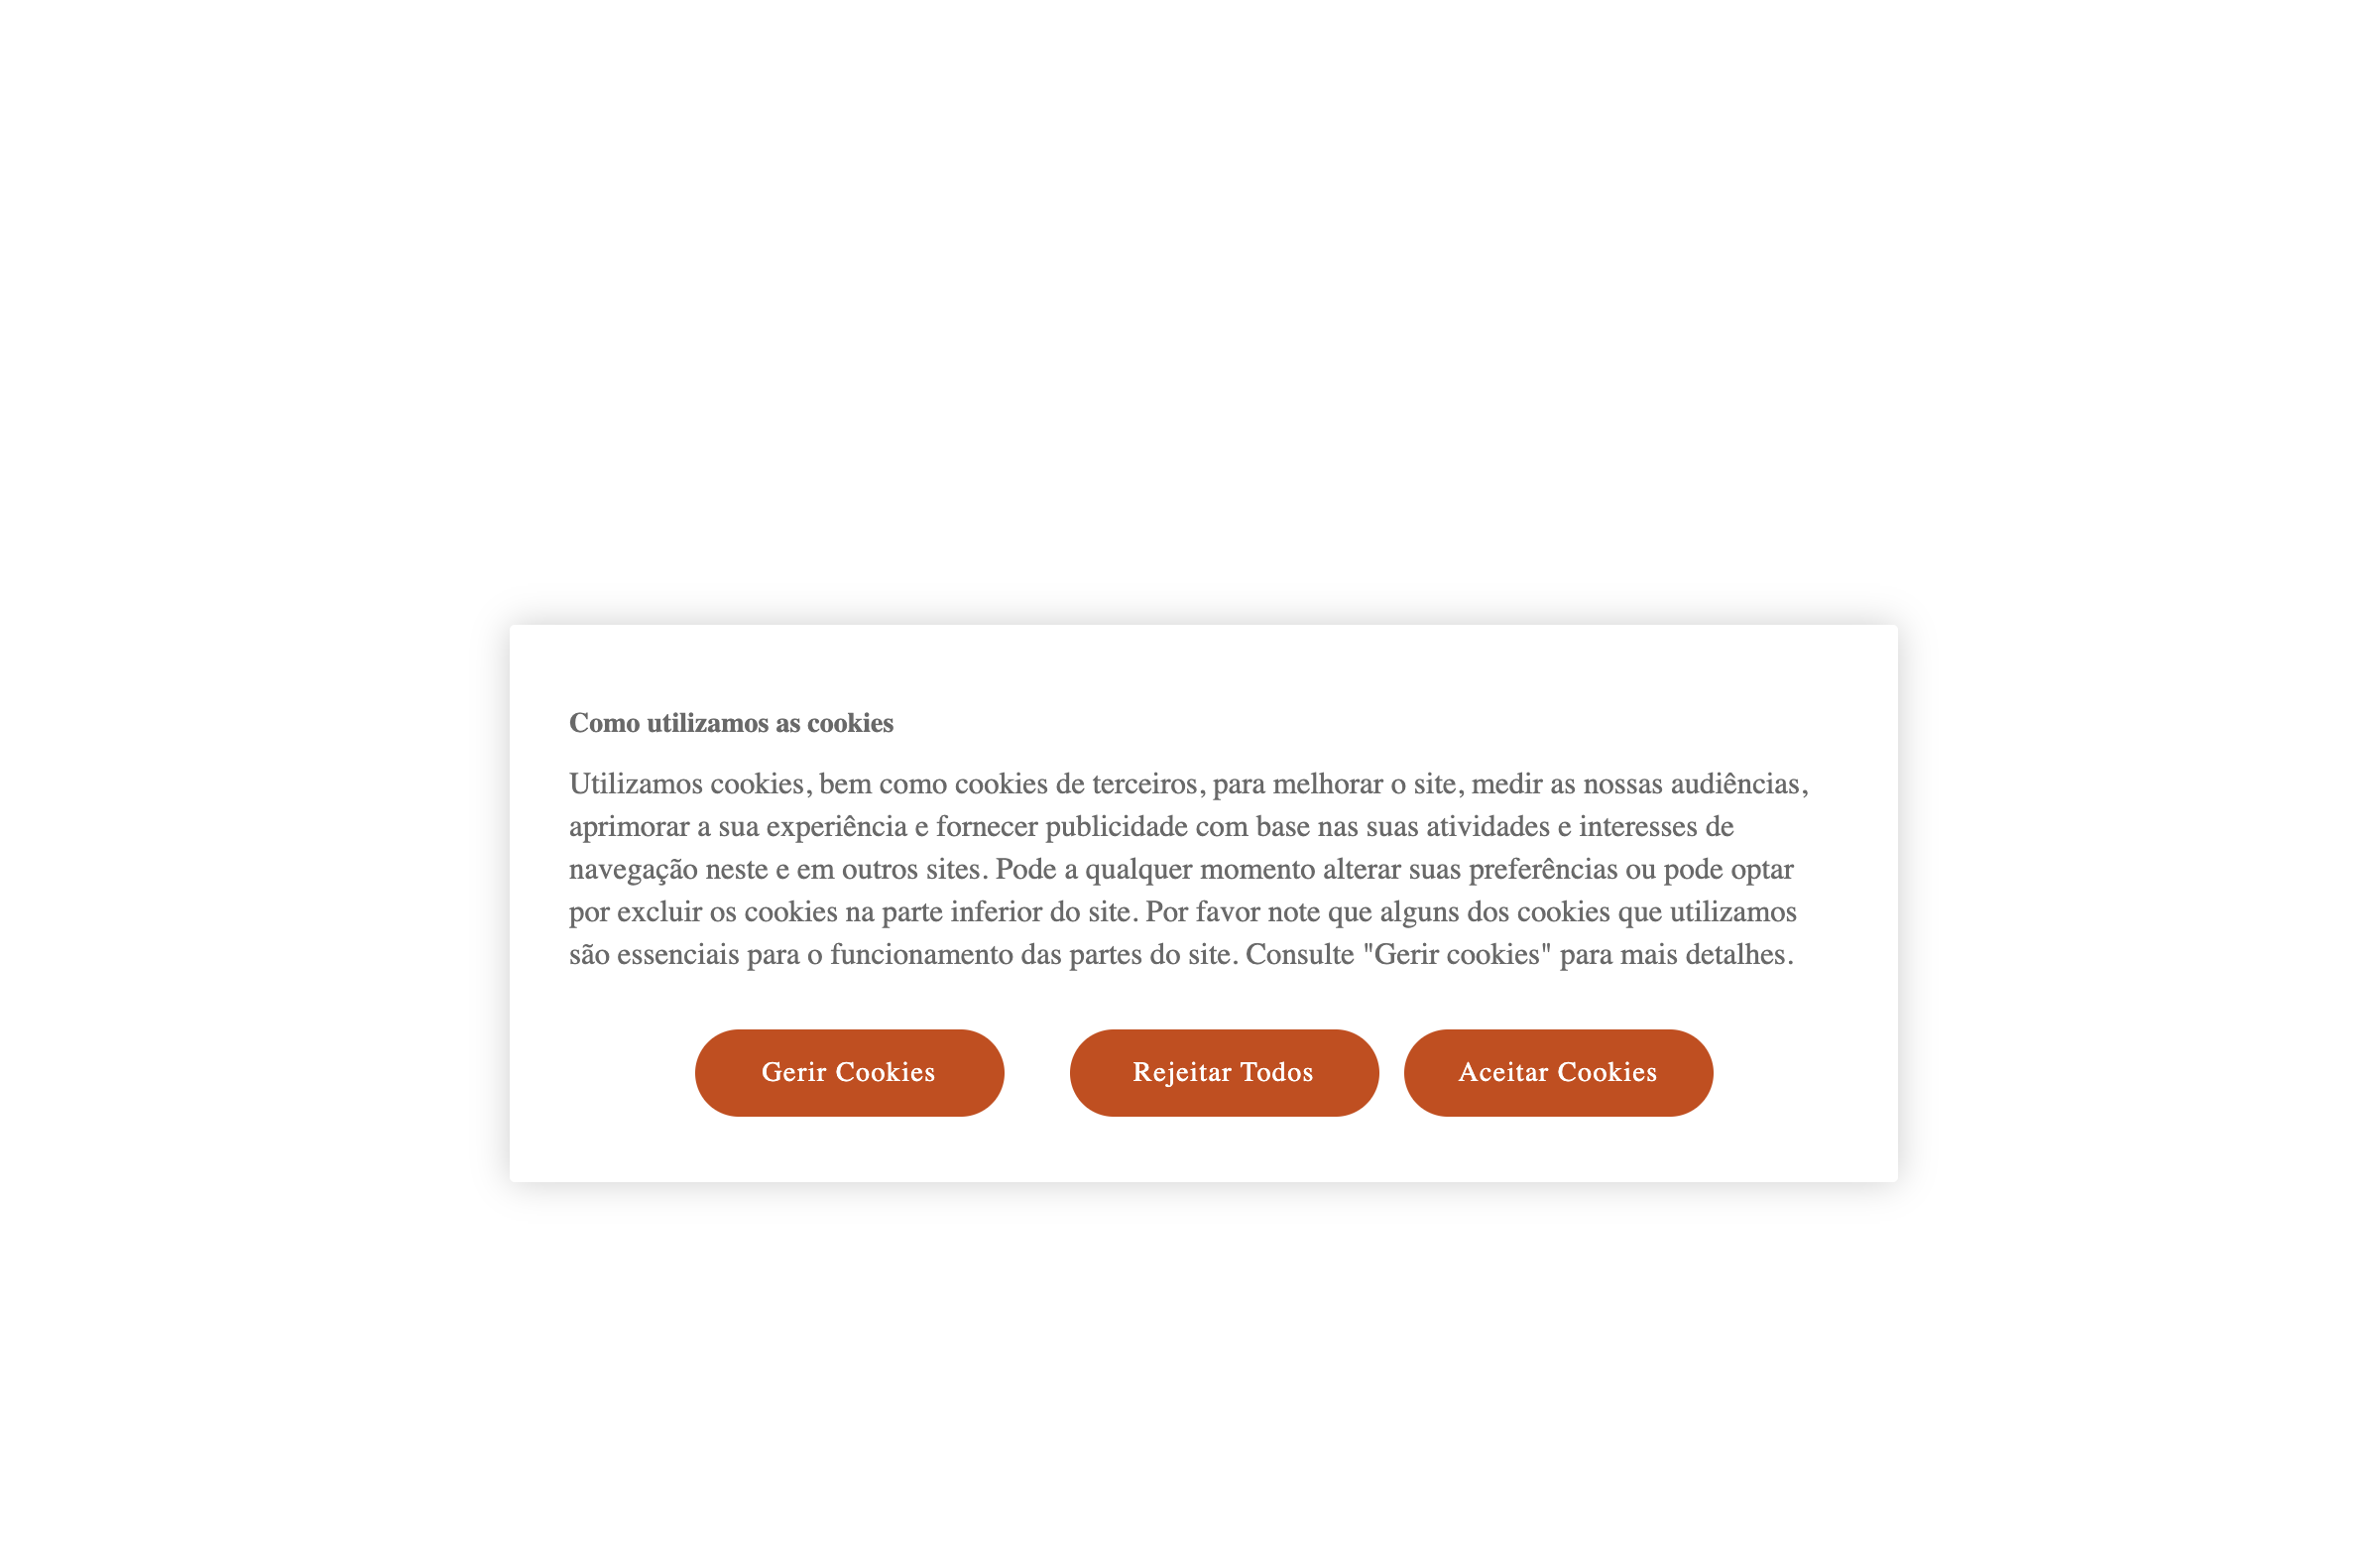 Como utilizamos as cookies
Utilizamos cookies, bem como cookies de terceiros, para melhorar o site, medir as nossas audiências,
aprimorar a sua experiência e fornecer publicidade com base nas suas atividades e interesses de
navegação neste e em outros sites. Pode a qualquer momento alterar suas preferências ou pode optar
por excluir os cookies na parte inferior do site. Por favor note que alguns dos cookies que utilizamos
são essenciais para o funcionamento das partes do site. Consulte "Gerir cookies" para mais detalhes.
Gerir Cookies
Rejeitar Todos
Aceitar Cookies